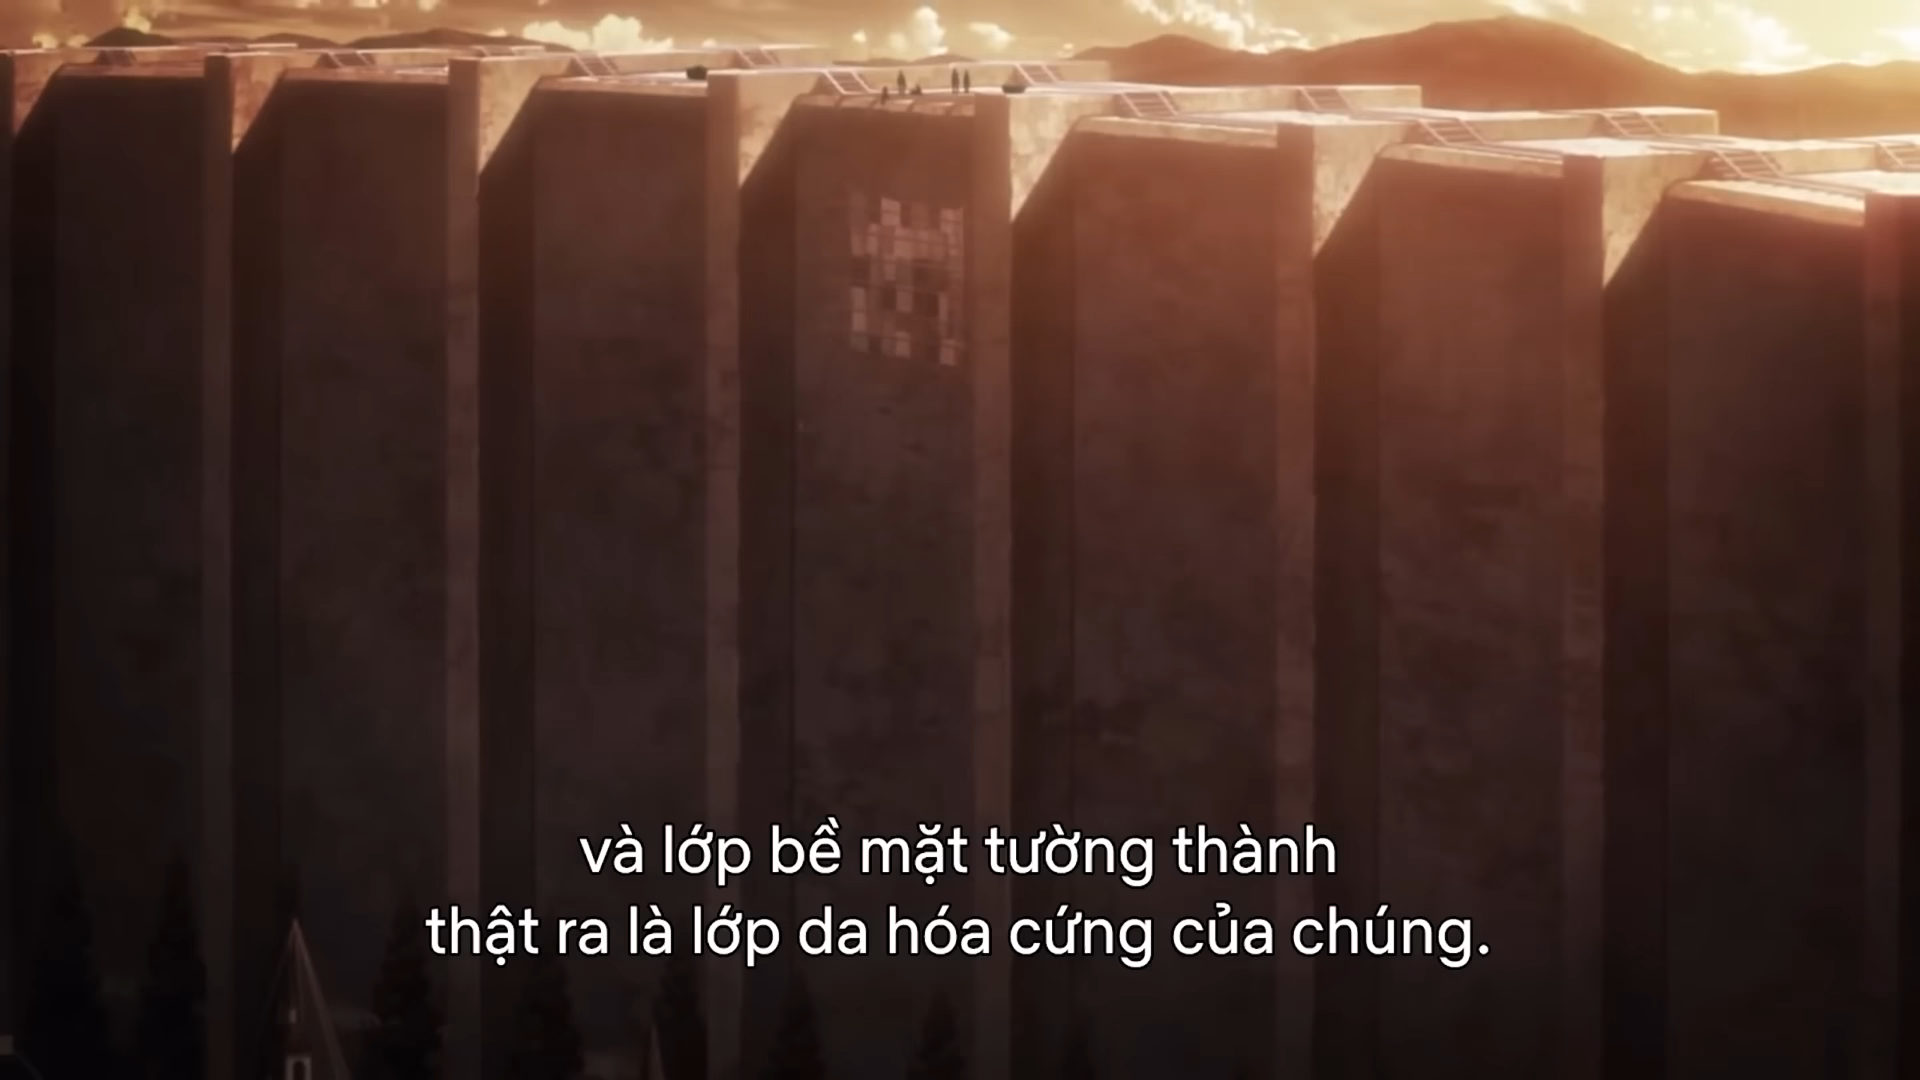 và lớp bề mặt tường thành
thật ra là lớp da hóa cứng của chúng.